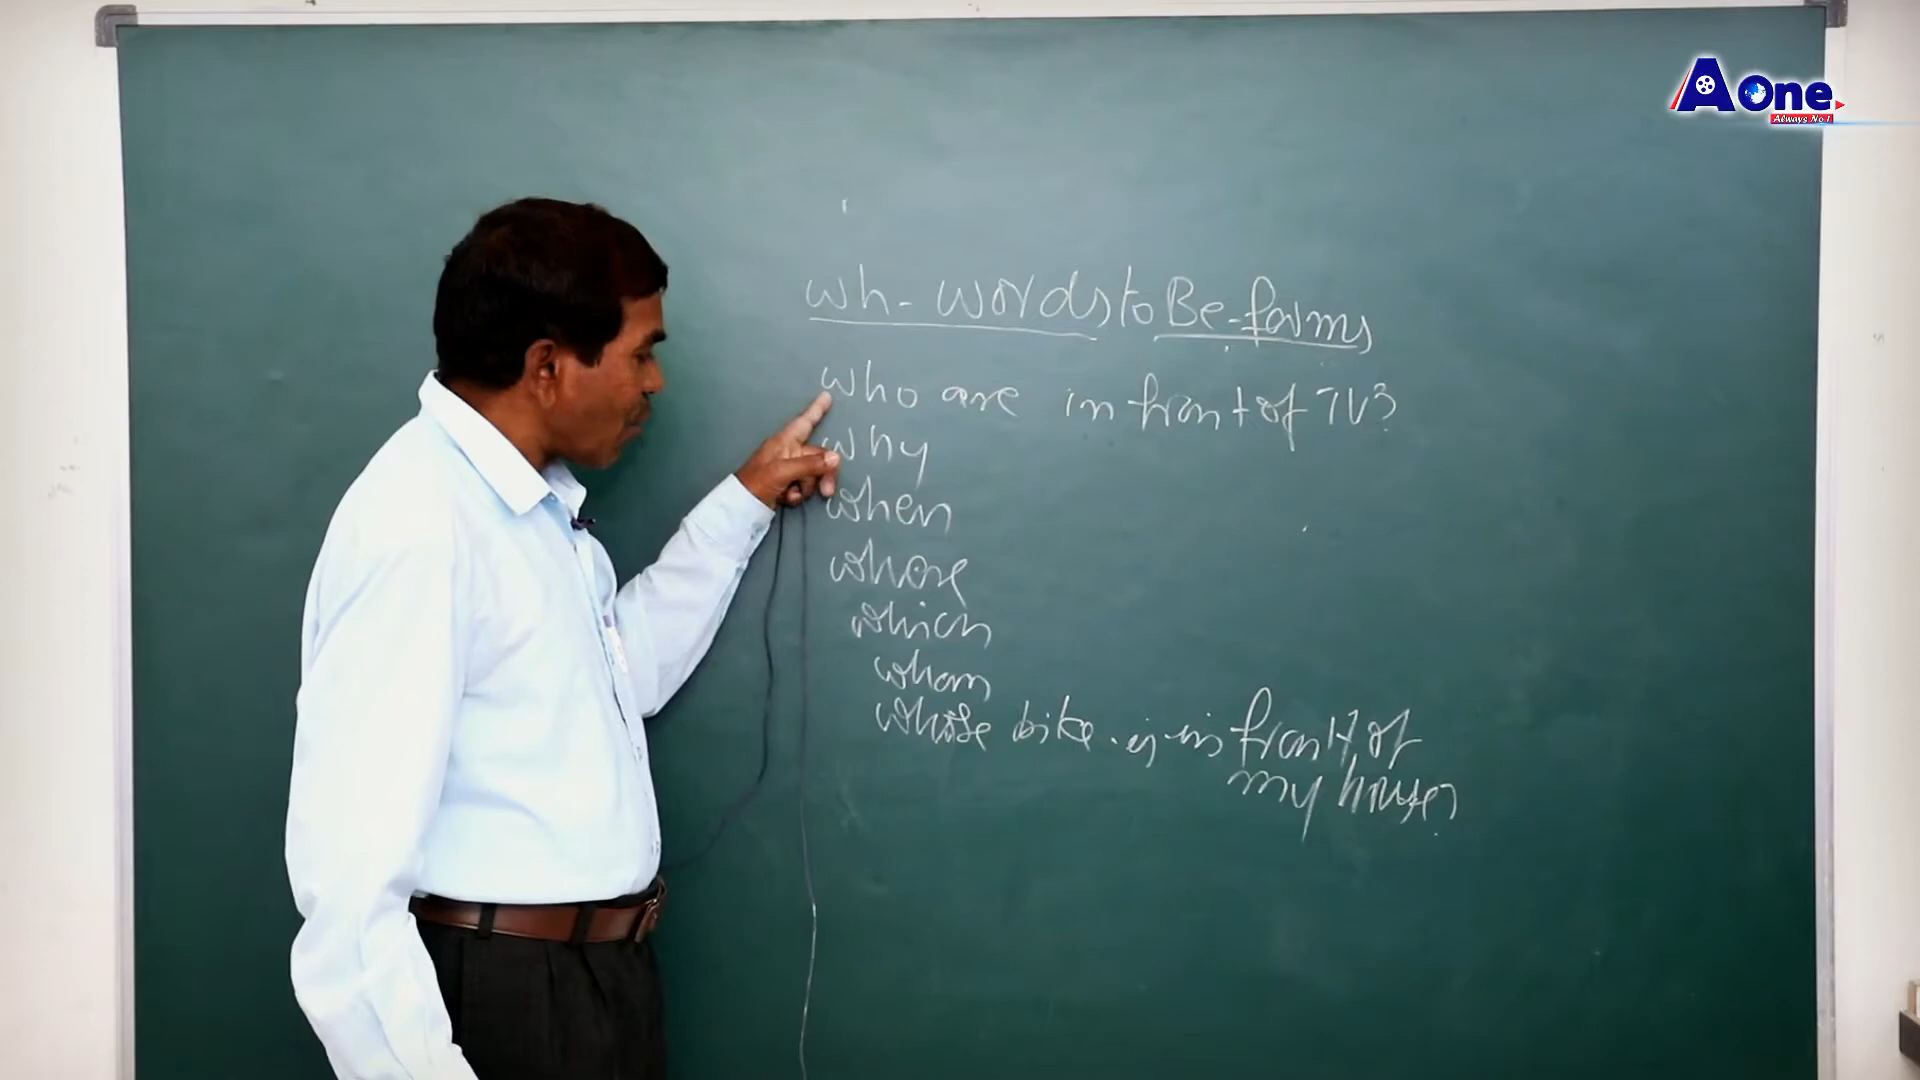 A One
Always No 1
wh- words to Be-forms
who are in front of TV?
why
when
where
which
whom
whose bike is in front of
my house?